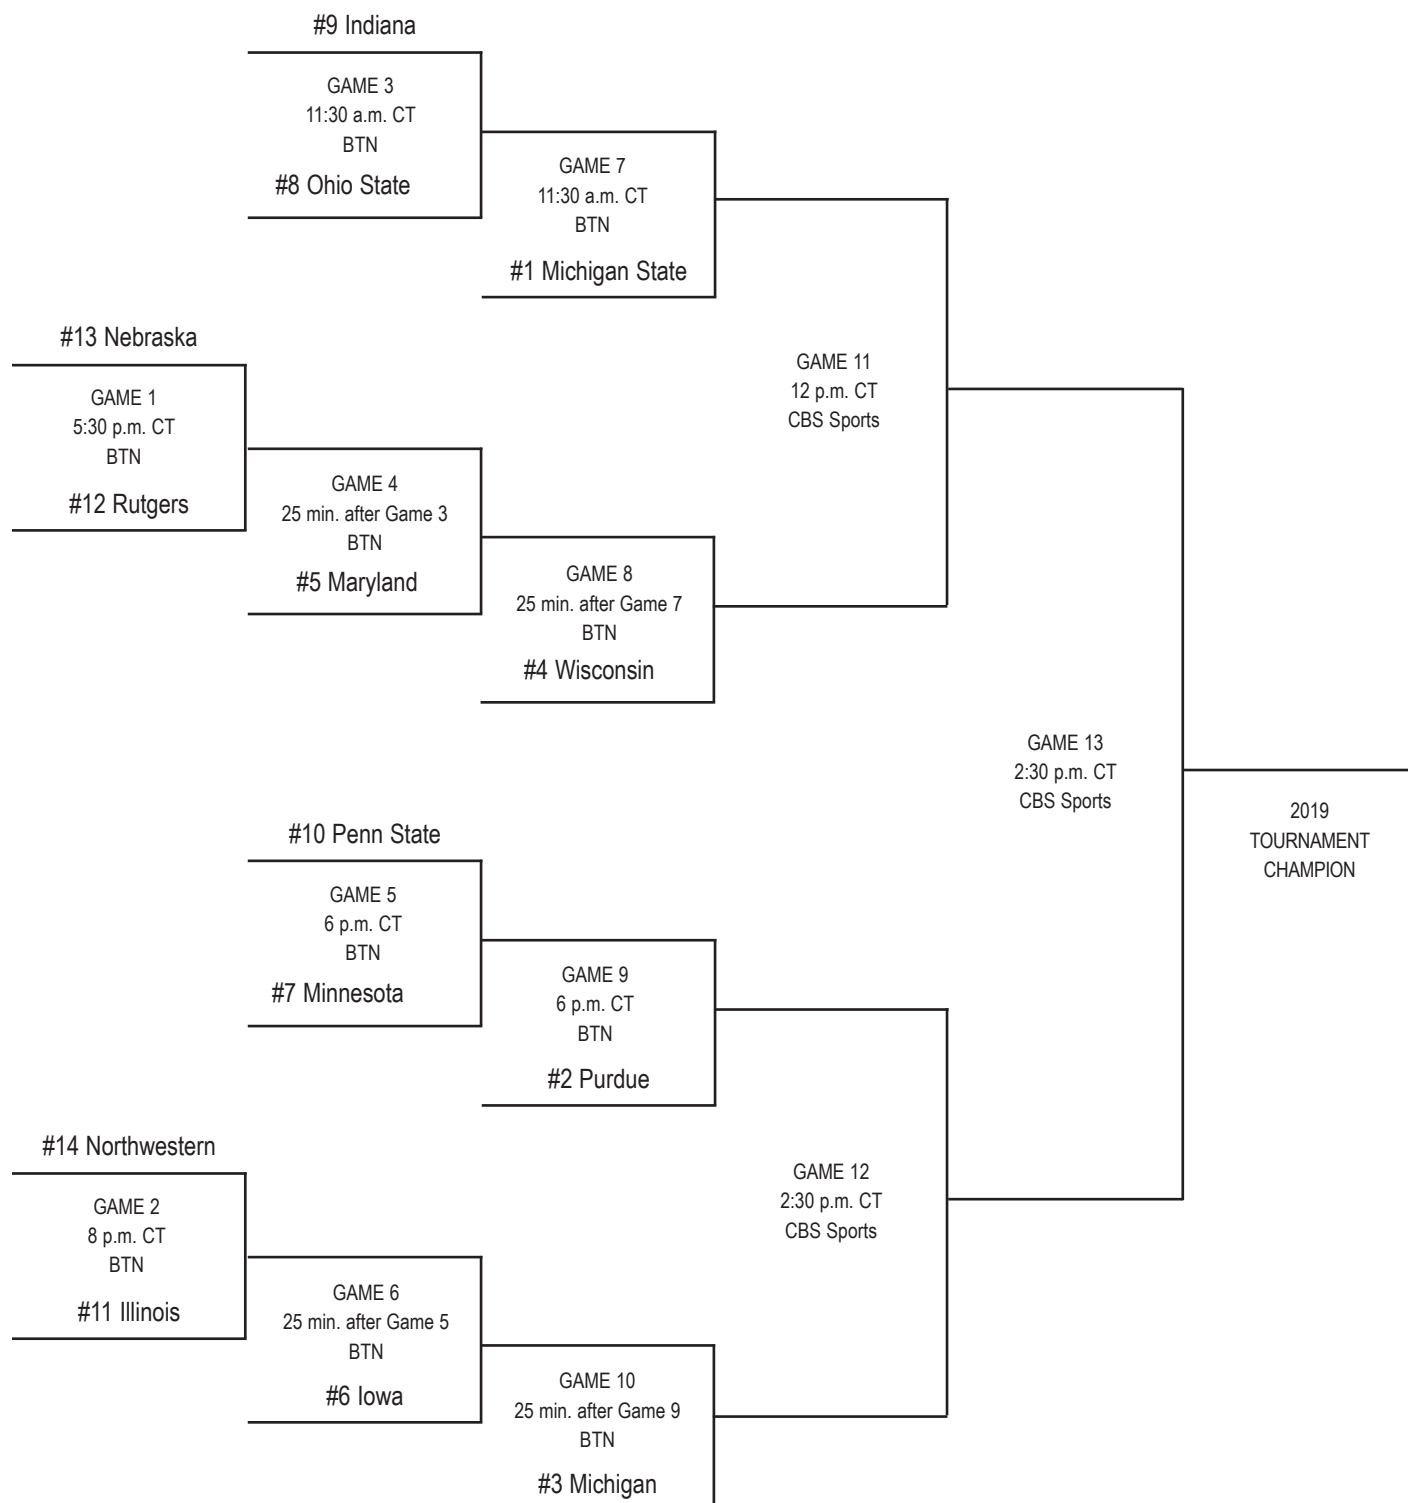 #9 Indiana
GAME 3
11:30 a.m. CT
BTN
#8 Ohio State
GAME 7
11:30 a.m. CT
BTN
#1 Michigan State
#13 Nebraska
GAME 1
5:30 p.m. CT
BTN
#12 Rutgers
GAME 4
25 min. after Game 3
BTN
#5 Maryland
GAME 8
25 min. after Game 7
BTN
#4 Wisconsin
GAME 11
12 p.m. CT
CBS Sports
GAME 13
2:30 p.m. CT
CBS Sports
2019
TOURNAMENT
CHAMPION
#10 Penn State
GAME 5
6 p.m. CT
BTN
#7 Minnesota
GAME 9
6 p.m. CT
BTN
#2 Purdue
#14 Northwestern
GAME 2
8 p.m. CT
BTN
#11 Illinois
GAME 6
25 min. after Game 5
BTN
#6 Iowa
GAME 10
25 min. after Game 9
BTN
#3 Michigan
GAME 12
2:30 p.m. CT
CBS Sports